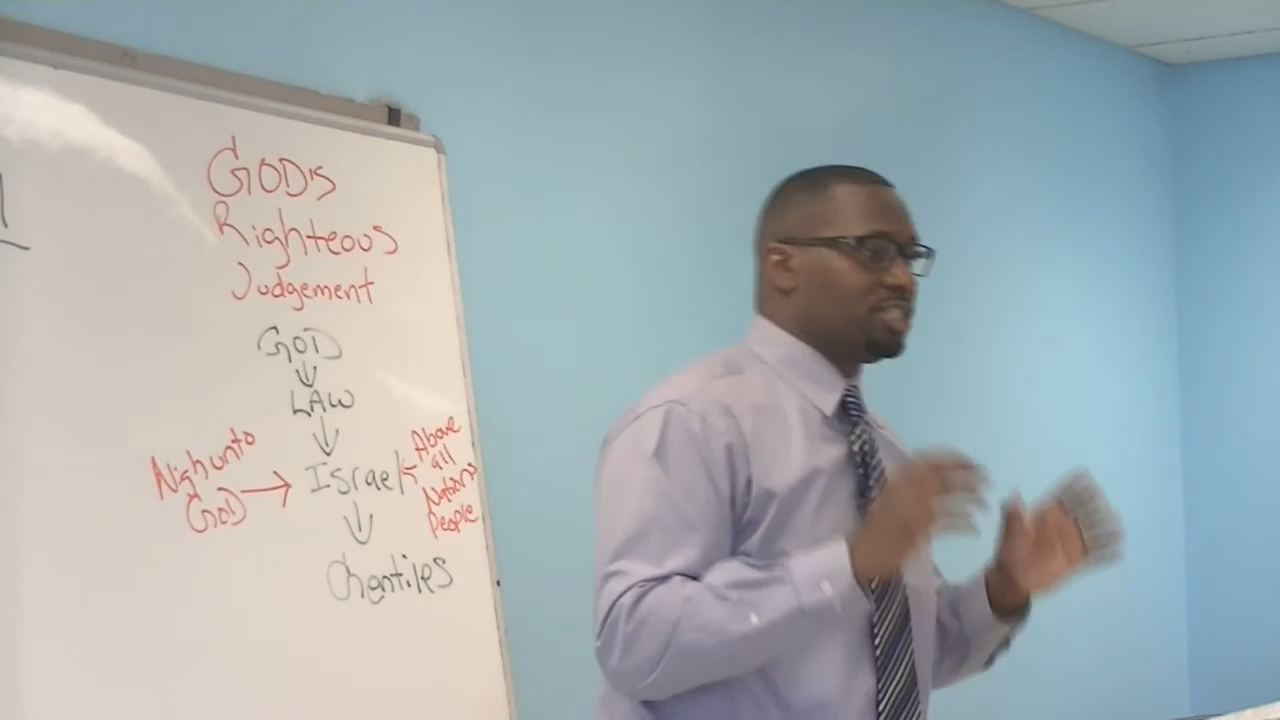 GOD's
Righteous
Judgement
GOD
LAW
Nigh unto
GOD
Israel
Above
all
Nations
People
Ghentiles